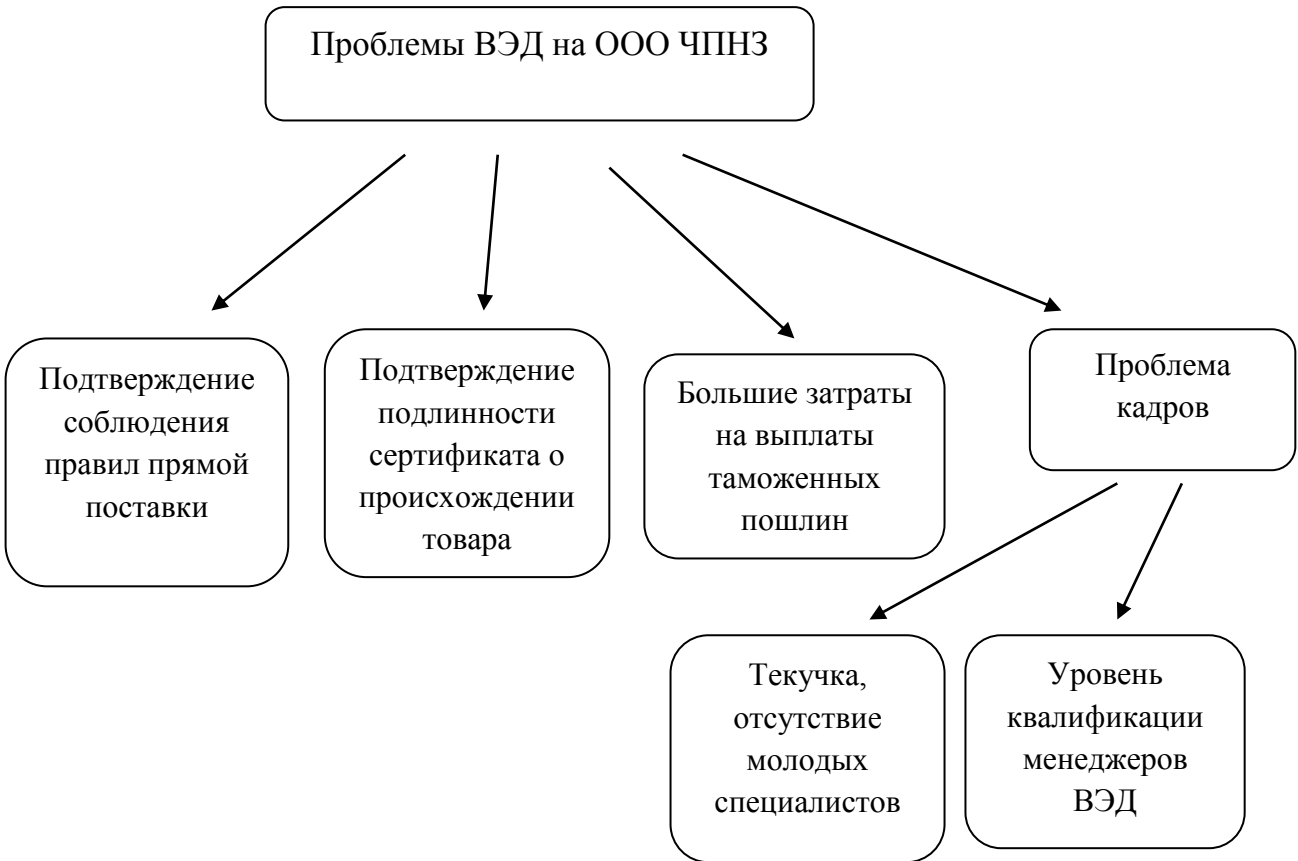 Проблемы ВЭД на ООО ЧПНЗ
Подтверждение
соблюдения
правил прямой
поставки
Подтверждение
подлинности
сертификата о
происхождении
товара
Большие затраты
на выплаты
таможенных
пошлин
Проблема
кадров
Текучка,
отсутствие
молодых
специалистов
Уровень
квалификации
менеджеров
ВЭД